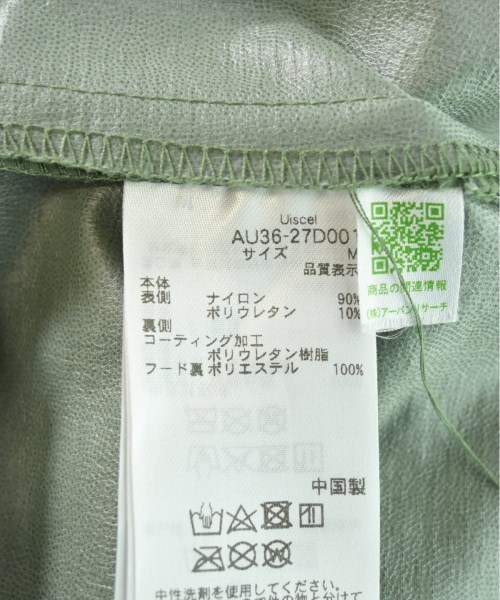 Uiscel
AU36-27D001
サイズ M
品質表示
本体
表側 ナイロン 90%
ポリウレタン 10%
裏側
コーティング加工
ポリウレタン樹脂
フード裏 ポリエステル 100%
中国製
中性洗剤を使用してください。
商品の関連情報
(株)アーバンリサーチ